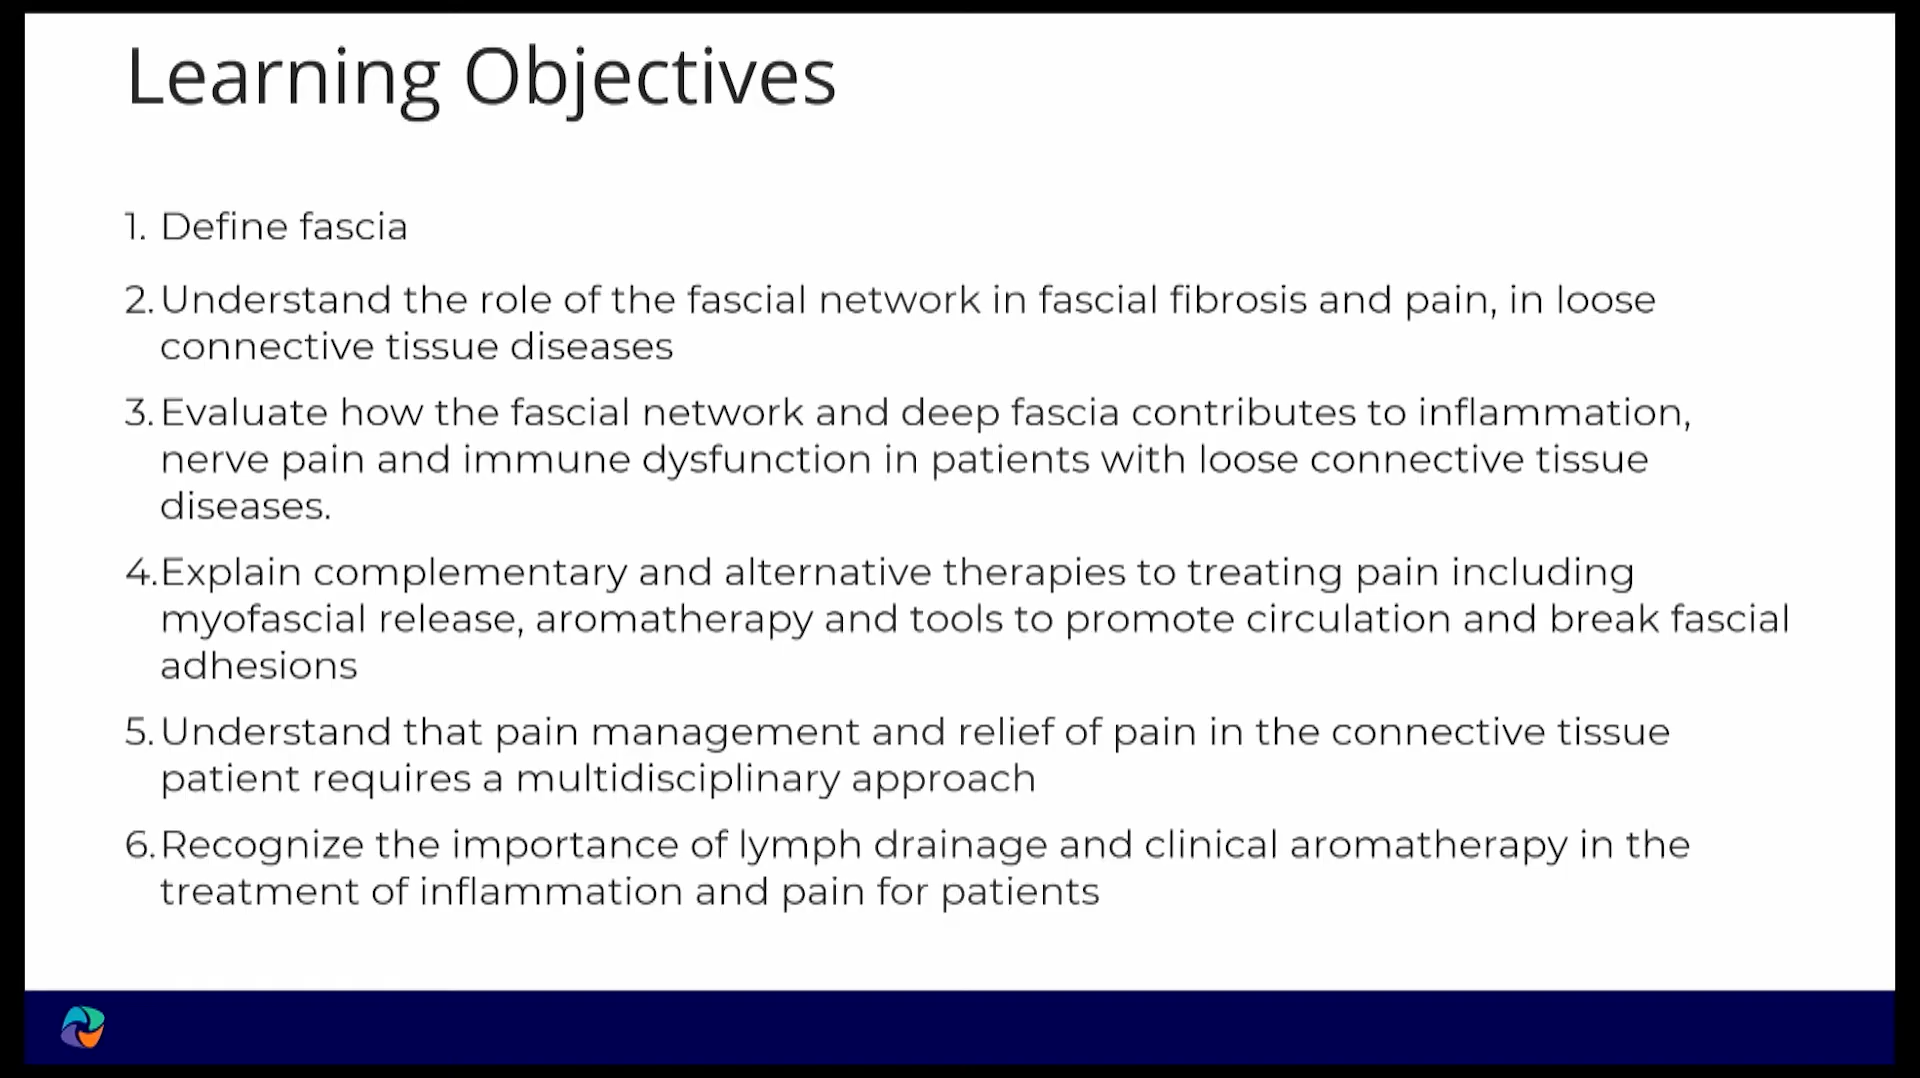 Learning Objectives
1. Define fascia
2. Understand the role of the fascial network in fascial fibrosis and pain, in loose
connective tissue diseases
3. Evaluate how the fascial network and deep fascia contributes to inflammation,
nerve pain and immune dysfunction in patients with loose connective tissue
diseases.
4. Explain complementary and alternative therapies to treating pain including
myofascial release, aromatherapy and tools to promote circulation and break fascial
adhesions
5. Understand that pain management and relief of pain in the connective tissue
patient requires a multidisciplinary approach
6. Recognize the importance of lymph drainage and clinical aromatherapy in the
treatment of inflammation and pain for patients